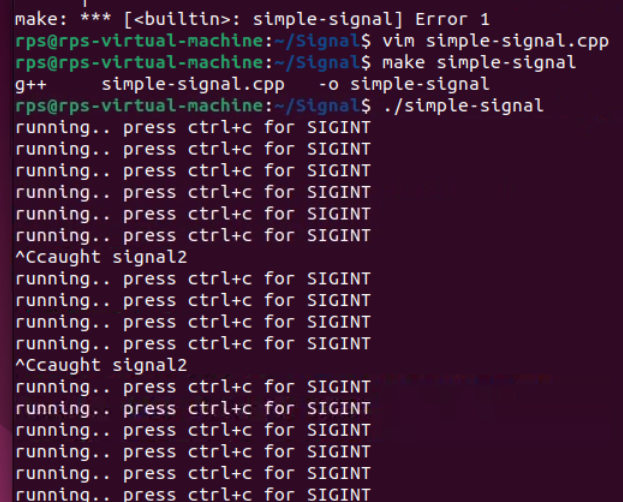 make: *** [<builtin>: simple-signal] Error 1
rps@rps-virtual-machine:~/Signal$ vim simple-signal.cpp
rps@rps-virtual-machine:~/Signal$ make simple-signal
g++     simple-signal.cpp   -o simple-signal
rps@rps-virtual-machine:~/Signal$ ./simple-signal
running.. press ctrl+c for SIGINT
running.. press ctrl+c for SIGINT
running.. press ctrl+c for SIGINT
running.. press ctrl+c for SIGINT
running.. press ctrl+c for SIGINT
running.. press ctrl+c for SIGINT
^Ccaught signal2
running.. press ctrl+c for SIGINT
running.. press ctrl+c for SIGINT
running.. press ctrl+c for SIGINT
running.. press ctrl+c for SIGINT
^Ccaught signal2
running.. press ctrl+c for SIGINT
running.. press ctrl+c for SIGINT
running.. press ctrl+c for SIGINT
running.. press ctrl+c for SIGINT
running.. press ctrl+c for SIGINT
running.. press ctrl+c for SIGINT